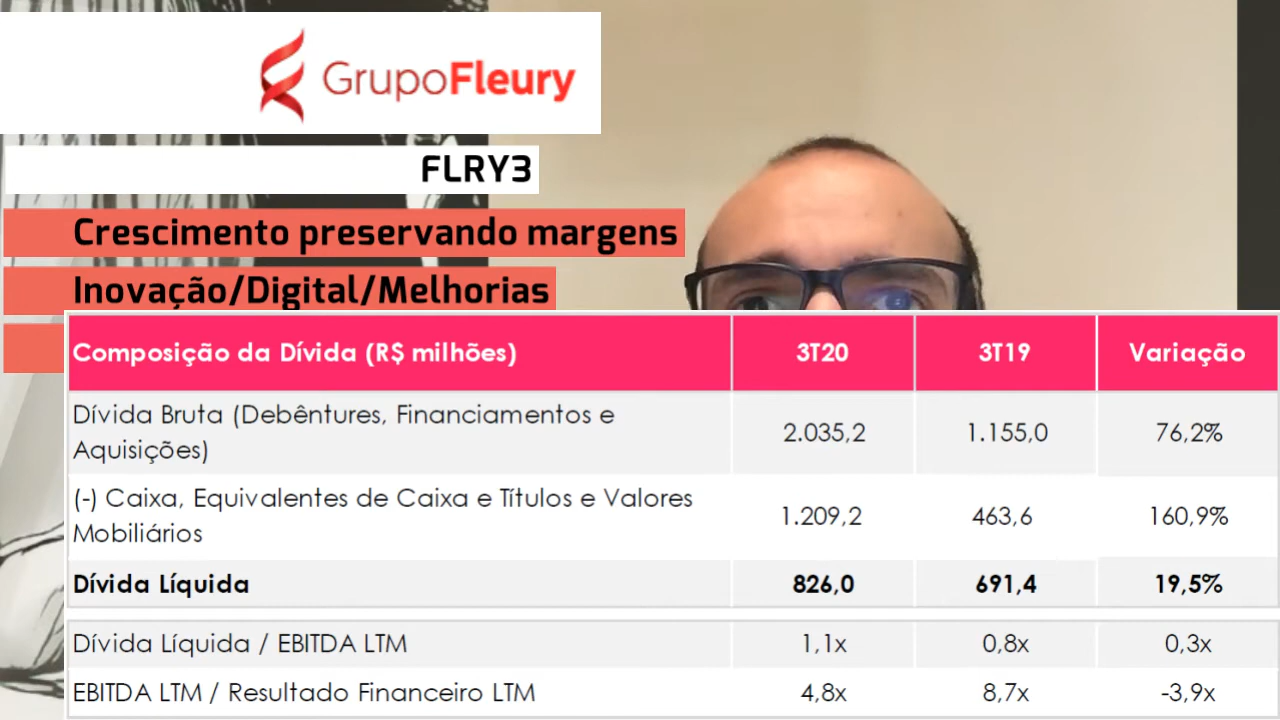 GrupoFleury
FLRY3
Crescimento preservando margens
Inovação/Digital/Melhorias
Composição da Dívida (R$ milhões) 3T20 3T19 Variação
Dívida Bruta (Debêntures, Financiamentos e
Aquisições) 2.035,2 1.155,0 76,2%
(-) Caixa, Equivalentes de Caixa e Títulos e Valores
Mobiliários 1.209,2 463,6 160,9%
Dívida Líquida 826,0 691,4 19,5%
Dívida Líquida / EBITDA LTM 1,1x 0,8x 0,3x
EBITDA LTM / Resultado Financeiro LTM 4,8x 8,7x -3,9x